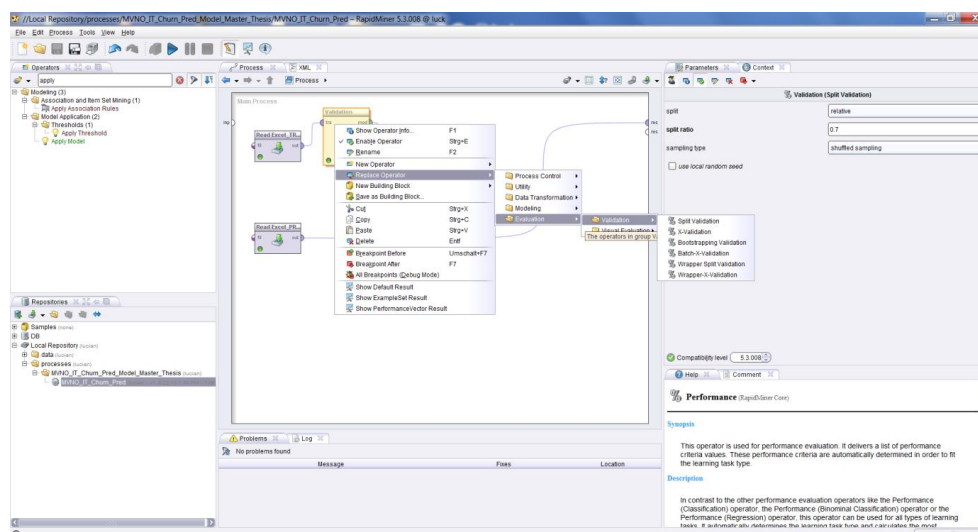 //Local Repository/processes/MVNO_IT_Churn_Pred_Model_Master_Thesis/MVNO_IT_Churn_Pred – RapidMiner 5.3.008 @ luck
File Edit Process Tools View Help
Operators
apply
Modeling (3)
Association and Item Set Mining (1)
Apply Association Rules
Model Application (2)
Thresholds (1)
Apply Threshold
Apply Model
Repositories
Samples (none)
DB
Local Repository (lucian)
data (lucian)
processes (lucian)
MVNO_IT_Churn_Pred_Model_Master_Thesis (lucian)
MVNO_IT_Churn_Pred
Process
XML
Process
Main Process
Validation
Read Excel_TR...
Read Excel_PR...
Show Operator Info... F1
Enable Operator Strg+E
Rename F2
New Operator
Replace Operator
New Building Block
Save as Building Block...
Cut Strg+X
Copy Strg+C
Paste Strg+V
Delete Entf
Breakpoint Before Umschalt+F7
Breakpoint After F7
All Breakpoints (Debug Mode)
Show Default Result
Show ExampleSet Result
Show PerformanceVector Result
Process Control
Utility
Data Transformation
Modeling
Evaluation
Validation
Visual Evaluation
The operators in group V
Split Validation
X-Validation
Bootstrapping Validation
Batch-X-Validation
Wrapper Split Validation
Wrapper-X-Validation
Problems
Log
No problems found
Message Fixes Location
Parameters
Context
Validation (Split Validation)
split relative
split ratio 0.7
sampling type shuffled sampling
use local random seed
Compatibility level 5.3.008
Help
Comment
Performance (RapidMiner Core)
Synopsis
This operator is used for performance evaluation. It delivers a list of performance
criteria values. These performance criteria are automatically determined in order to fit
the learning task type.
Description
In contrast to the other performance evaluation operators like the Performance
(Classification) operator, the Performance (Binominal Classification) operator or the
Performance (Regression) operator, this operator can be used for all types of learning
tasks. It automatically determines the learning task type and calculates the most